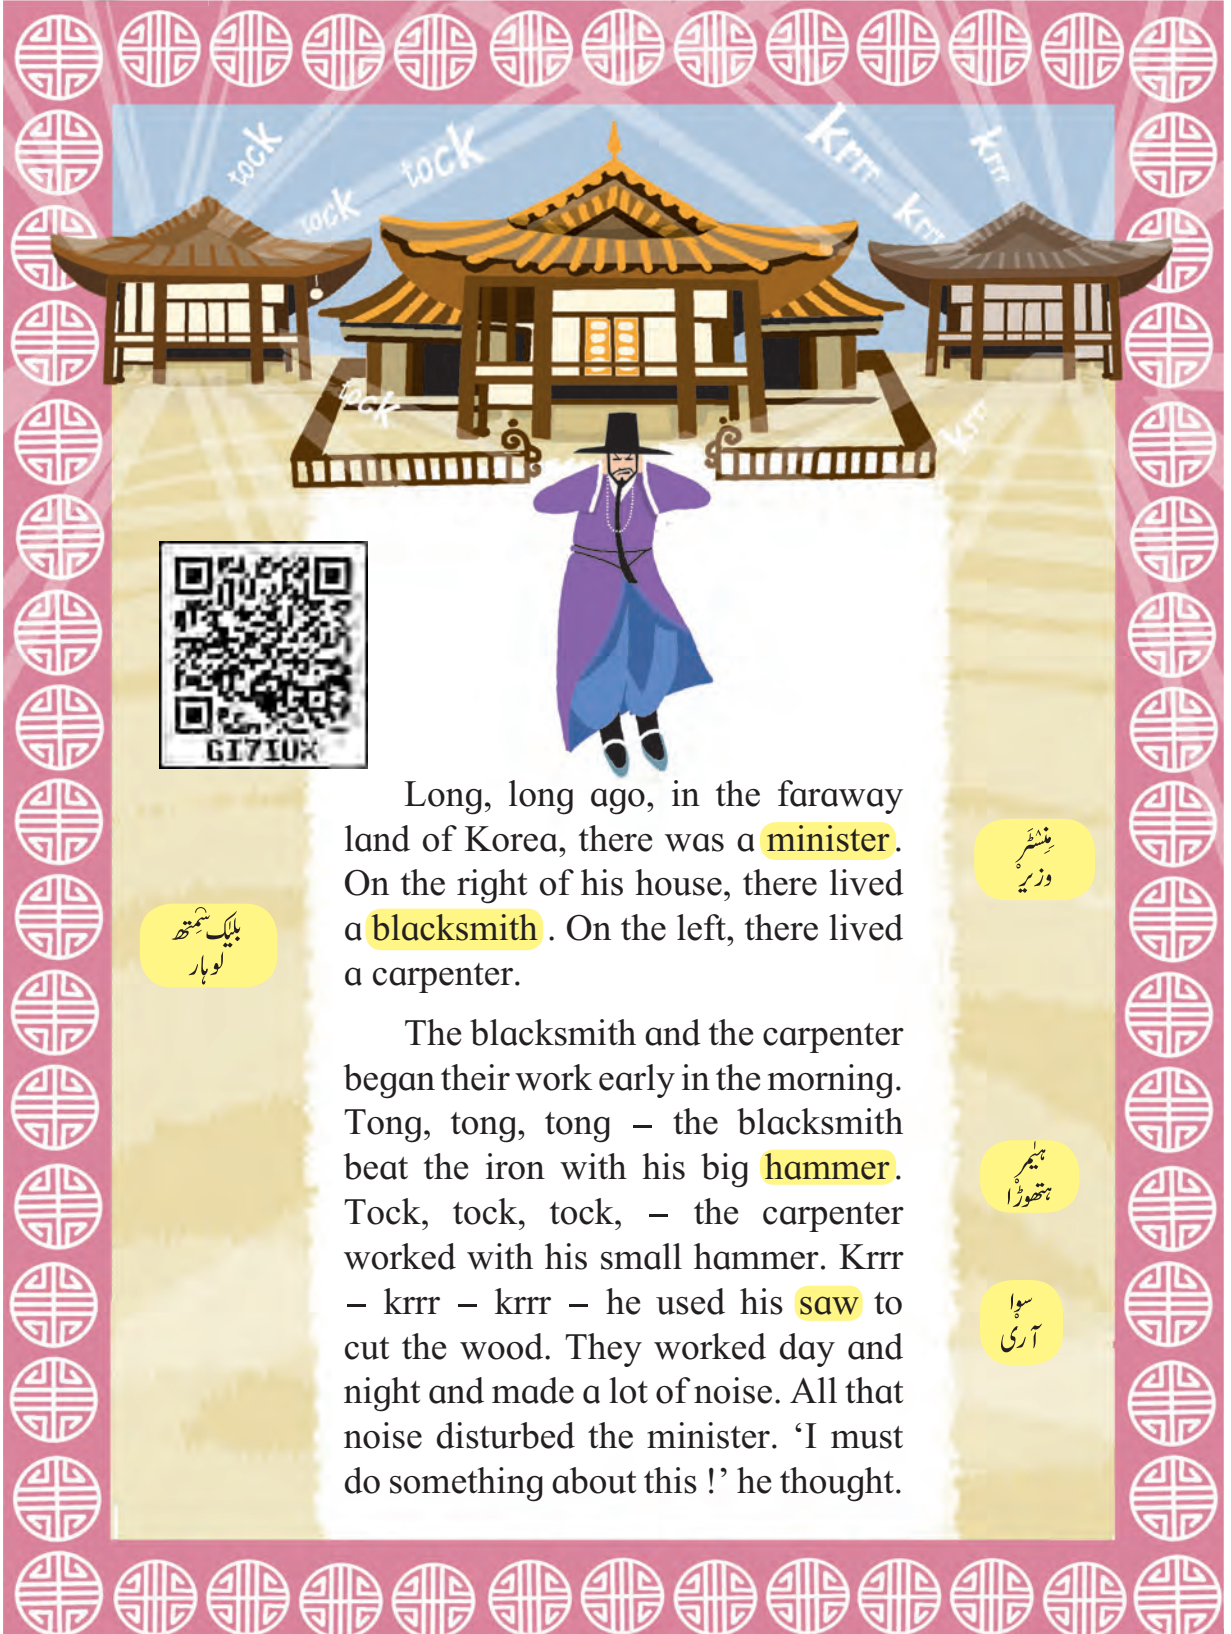 tock
tock
tock
krrr
krrr
krrr
tock
krrr
GI7IUX
Long, long ago, in the faraway
land of Korea, there was a minister.
On the right of his house, there lived
a blacksmith . On the left, there lived
a carpenter.
مِنِسْٹَر
وزیر
بلیک سْمِتھ
لوہار
The blacksmith and the carpenter
began their work early in the morning.
Tong, tong, tong – the blacksmith
beat the iron with his big hammer.
Tock, tock, tock, – the carpenter
worked with his small hammer. Krrr
– krrr – krrr – he used his saw to
cut the wood. They worked day and
night and made a lot of noise. All that
noise disturbed the minister. ‘I must
do something about this !’ he thought.
ہیمر
ہتھوڑا
سوا
آری